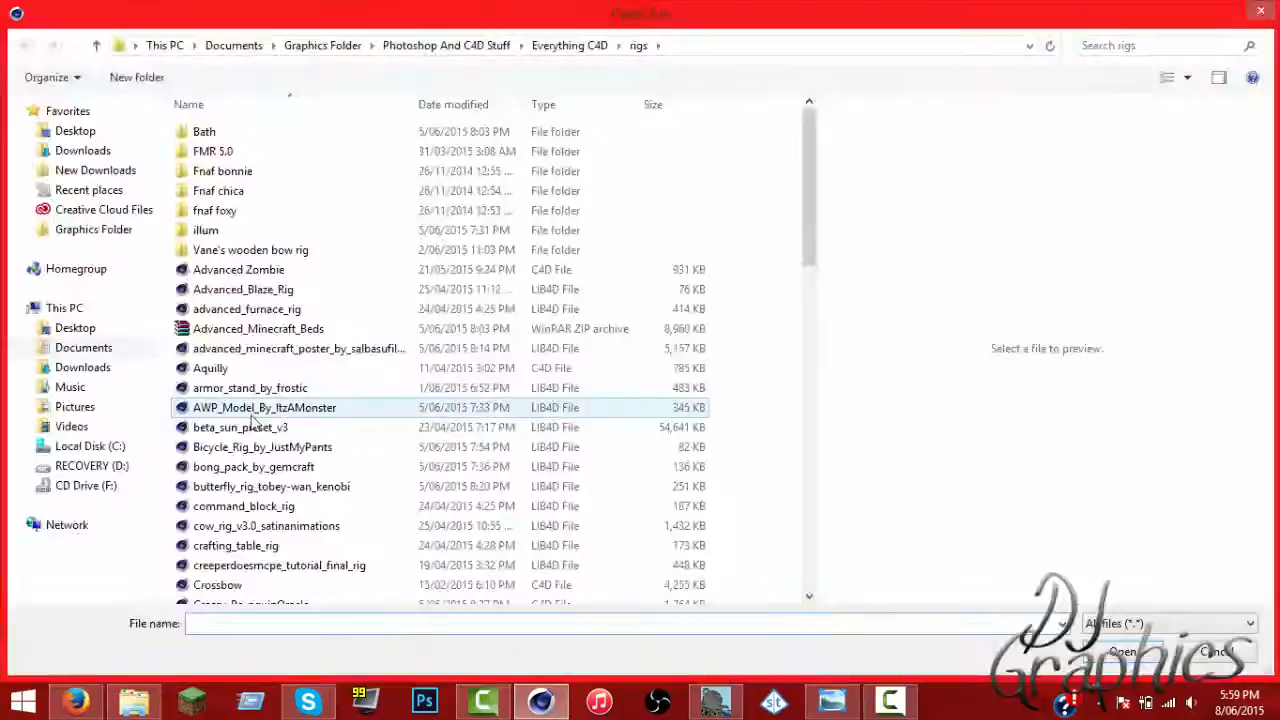 This PC Documents Graphics Folder Photoshop And C4D Stuff Everything C4D rigs Search rigs
Organize New folder
Name Date modified Type Size
Favorites
Desktop
Downloads
New Downloads
Recent places
Creative Cloud Files
Graphics Folder
Homegroup
This PC
Desktop
Documents
Downloads
Music
Pictures
Videos
Local Disk (C:)
RECOVERY (D:)
CD Drive (F:)
Network
Bath 5/06/2015 8:03 PM File folder
FMR 5.0 31/03/2015 3:08 AM File folder
Fnaf bonnie 26/11/2014 12:55 ... File folder
Fnaf chica 26/11/2014 12:54 ... File folder
fnaf foxy 26/11/2014 12:53 ... File folder
illum 5/06/2015 7:31 PM File folder
Vane's wooden bow rig 2/06/2015 11:03 PM File folder
Advanced Zombie 21/05/2015 9:24 PM C4D File 931 KB
Advanced_Blaze_Rig 25/04/2015 11:12 ... LIB4D File 76 KB
advanced_furnace_rig 24/04/2015 4:25 PM LIB4D File 414 KB
Advanced_Minecraft_Beds 5/06/2015 8:03 PM WinRAR ZIP archive 8,960 KB
advanced_minecraft_poster_by_salbasufil... 5/06/2015 8:14 PM LIB4D File 5,157 KB
Aquilly 11/04/2015 3:02 PM C4D File 785 KB
armor_stand_by_frostic 1/06/2015 6:52 PM LIB4D File 483 KB
AWP_Model_By_ItzAMonster 5/06/2015 7:33 PM LIB4D File 345 KB
beta_sun_preset_v3 23/04/2015 7:17 PM LIB4D File 54,641 KB
Bicycle_Rig_by_JustMyPants 5/06/2015 7:54 PM LIB4D File 82 KB
bong_pack_by_gemcraft 5/06/2015 7:36 PM LIB4D File 136 KB
butterfly_rig_tobey-wan_kenobi 5/06/2015 8:20 PM LIB4D File 251 KB
command_block_rig 24/04/2015 4:25 PM LIB4D File 187 KB
cow_rig_v3.0_satinanimations 25/04/2015 10:55 ... LIB4D File 1,432 KB
crafting_table_rig 24/04/2015 4:28 PM LIB4D File 173 KB
creeperdoesmcpe_tutorial_final_rig 19/04/2015 3:32 PM LIB4D File 448 KB
Crossbow 15/02/2015 6:10 PM C4D File 4,255 KB
Select a file to preview.
File name: All files (*.*)
Open Cancel
DJ
Graphics
99
5:59 PM
8/06/2015